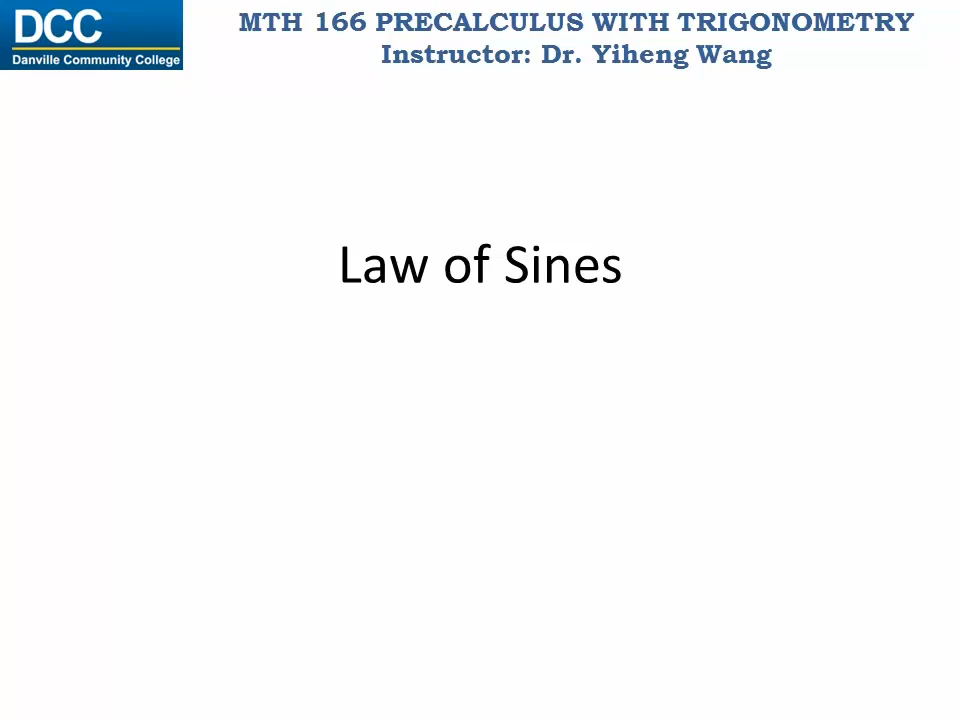 DCC
Danville Community College
MTH 166 PRECALCULUS WITH TRIGONOMETRY
Instructor: Dr. Yiheng Wang
Law of Sines